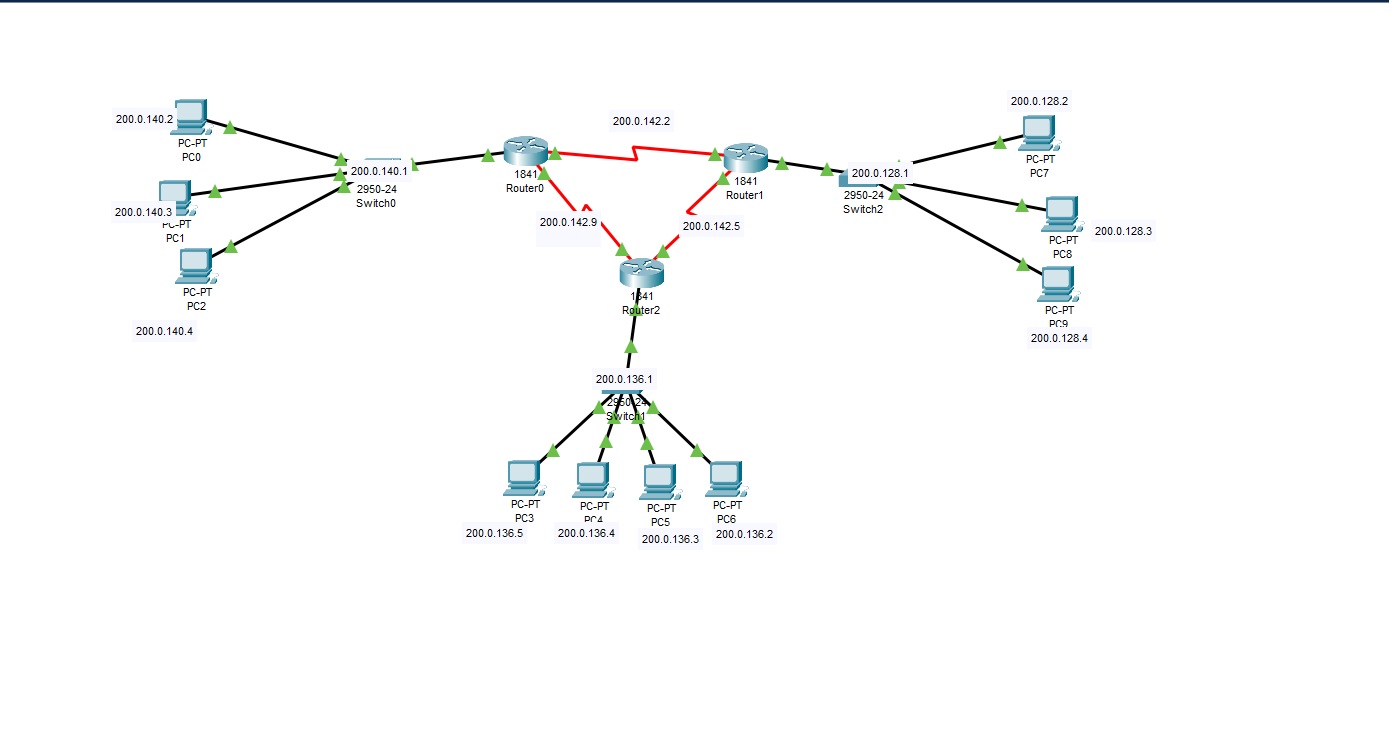 200.0.140.2
PC-PT
PC0
200.0.140.3
PC-PT
PC1
PC-PT
PC2
200.0.140.4
200.0.140.1
2950-24
Switch0
1841
Router0
200.0.142.2
1841
Router1
200.0.142.9
200.0.142.5
1841
Router2
200.0.128.1
2950-24
Switch2
200.0.128.2
PC-PT
PC7
PC-PT
PC8
200.0.128.3
PC-PT
PC9
200.0.128.4
200.0.136.1
2950-24
Switch1
PC-PT
PC3
200.0.136.5
PC-PT
PC4
200.0.136.4
PC-PT
PC5
200.0.136.3
PC-PT
PC6
200.0.136.2